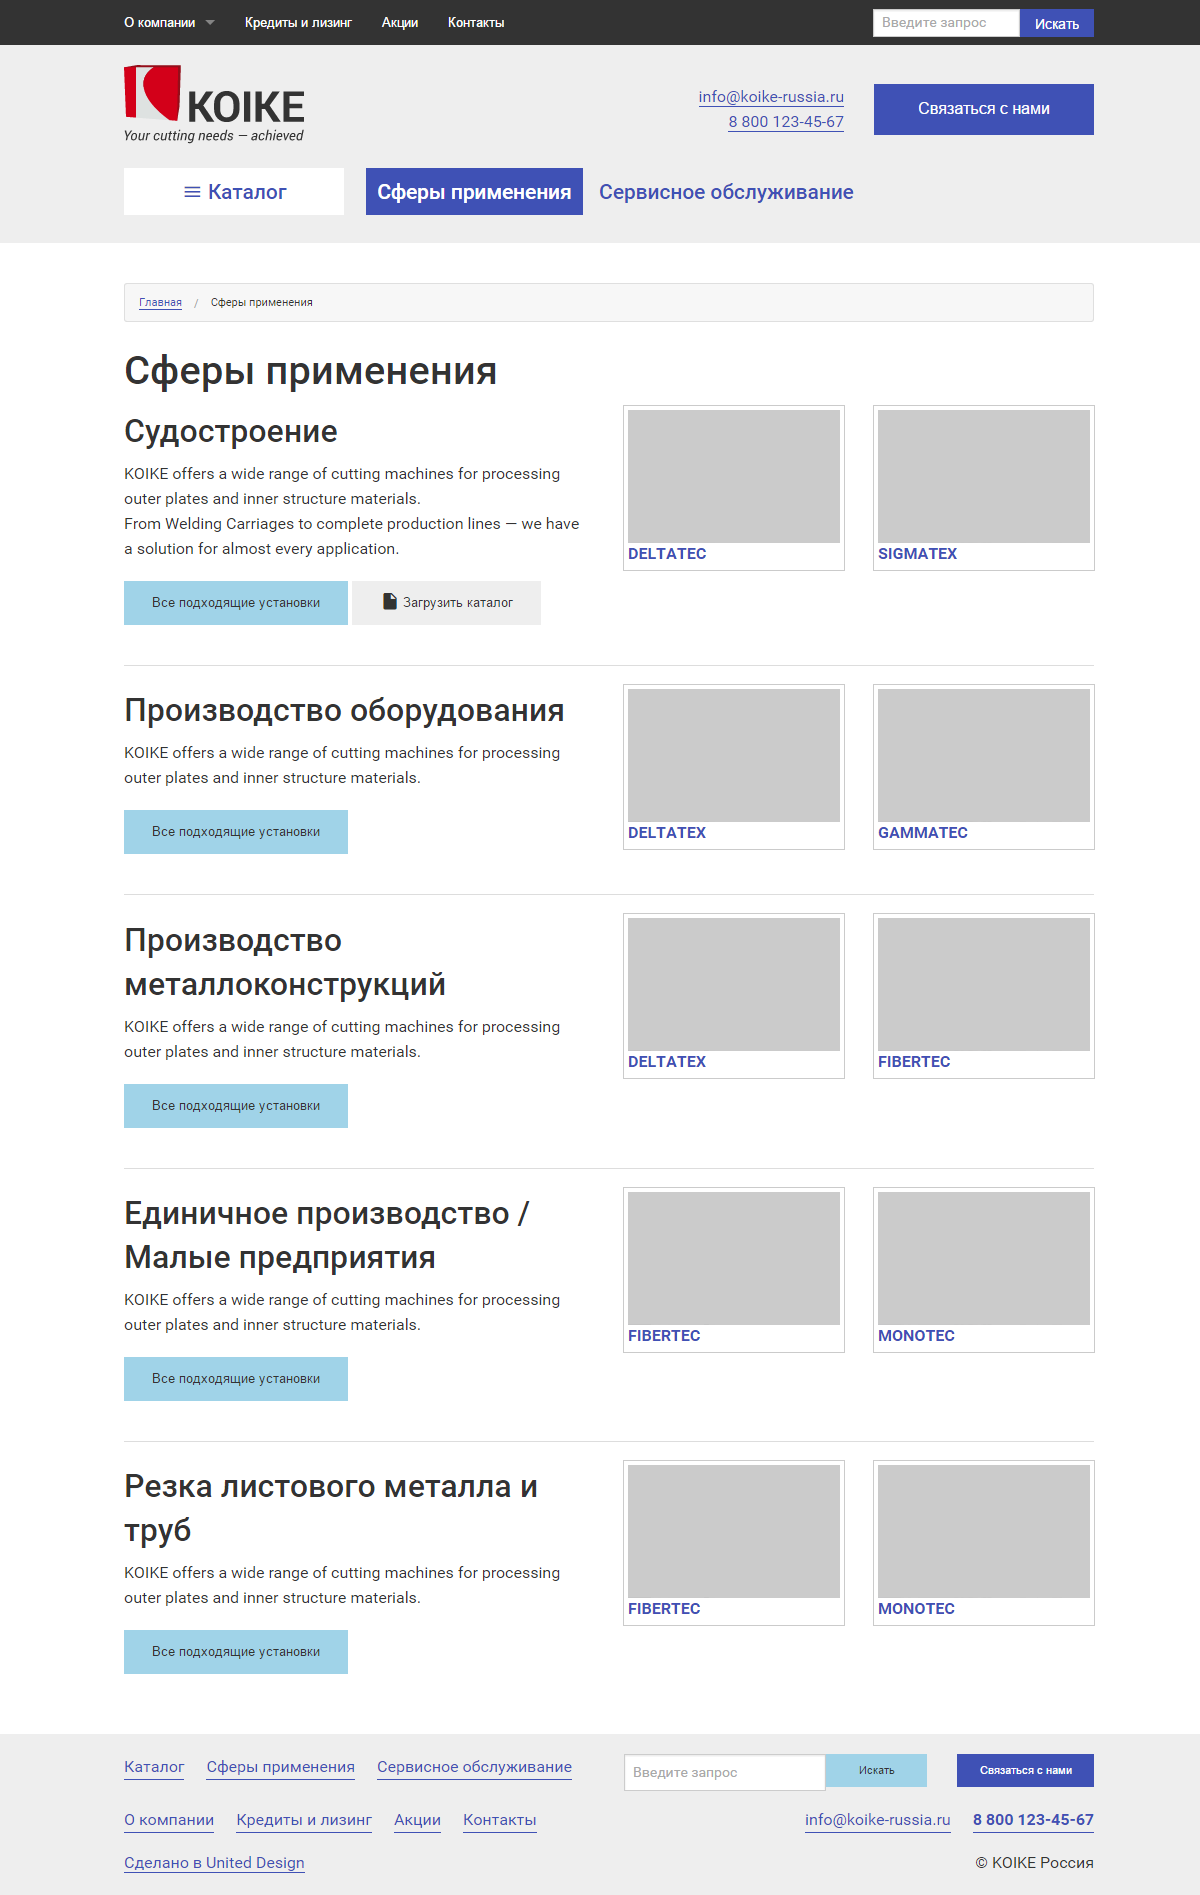 О компании Кредиты и лизинг Акции Контакты Введите запрос Искать
KOIKE
Your cutting needs — achieved
info@koike-russia.ru
8 800 123-45-67
Связаться с нами
Каталог Сферы применения Сервисное обслуживание
Главная / Сферы применения
Сферы применения
Судостроение
KOIKE offers a wide range of cutting machines for processing
outer plates and inner structure materials.
From Welding Carriages to complete production lines — we have
a solution for almost every application.
DELTATEC SIGMATEX
Все подходящие установки Загрузить каталог
Производство оборудования
KOIKE offers a wide range of cutting machines for processing
outer plates and inner structure materials.
Все подходящие установки
DELTATEX GAMMATEC
Производство
металлоконструкций
KOIKE offers a wide range of cutting machines for processing
outer plates and inner structure materials.
Все подходящие установки
DELTATEX FIBERTEC
Единичное производство /
Малые предприятия
KOIKE offers a wide range of cutting machines for processing
outer plates and inner structure materials.
Все подходящие установки
FIBERTEC MONOTEC
Резка листового металла и
труб
KOIKE offers a wide range of cutting machines for processing
outer plates and inner structure materials.
Все подходящие установки
FIBERTEC MONOTEC
Каталог Сферы применения Сервисное обслуживание Введите запрос Искать Связаться с нами
О компании Кредиты и лизинг Акции Контакты info@koike-russia.ru 8 800 123-45-67
Сделано в United Design © KOIKE Россия